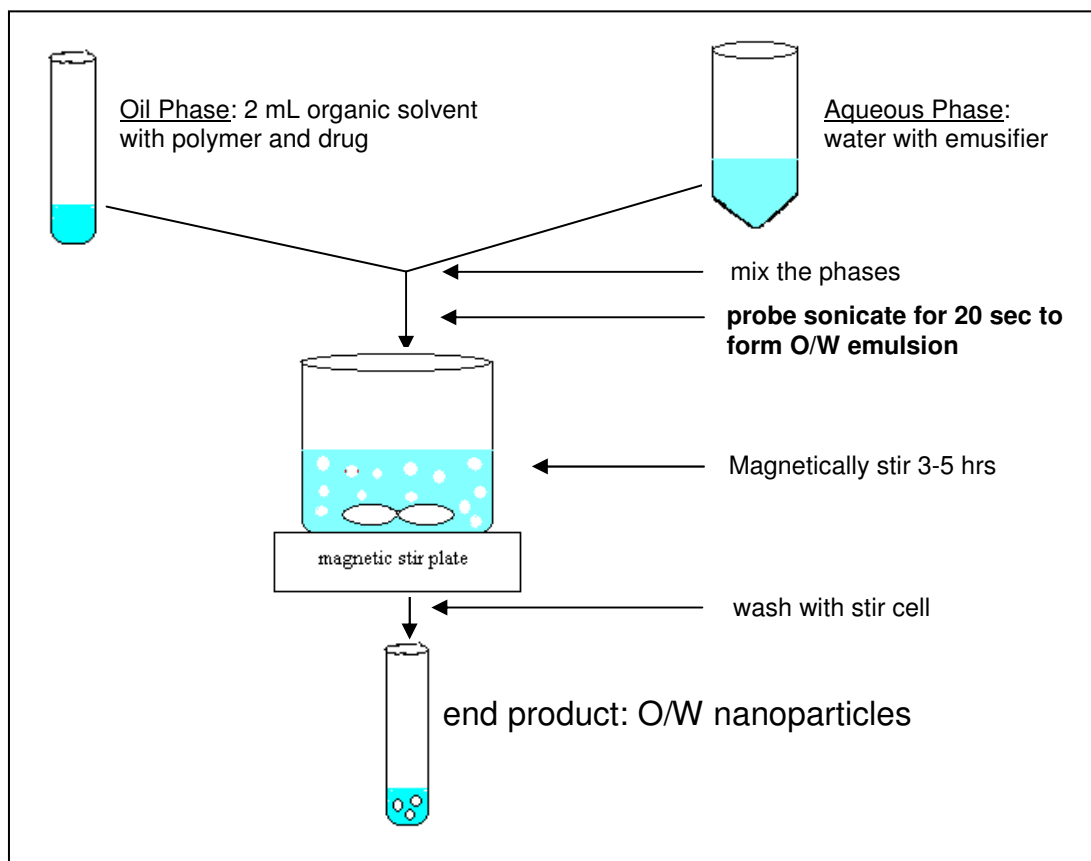 Oil Phase: 2 mL organic solvent
with polymer and drug
Aqueous Phase:
water with emusifier
mix the phases
probe sonicate for 20 sec to
form O/W emulsion
Magnetically stir 3-5 hrs
magnetic stir plate
wash with stir cell
end product: O/W nanoparticles